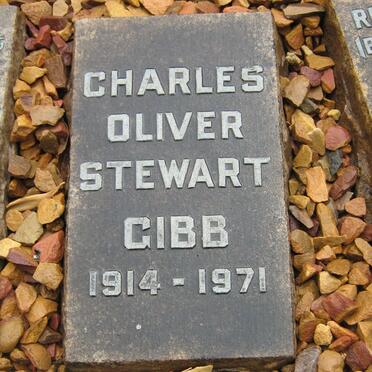 CHARLES
OLIVER
STEWART
GIBB
1914 - 1971